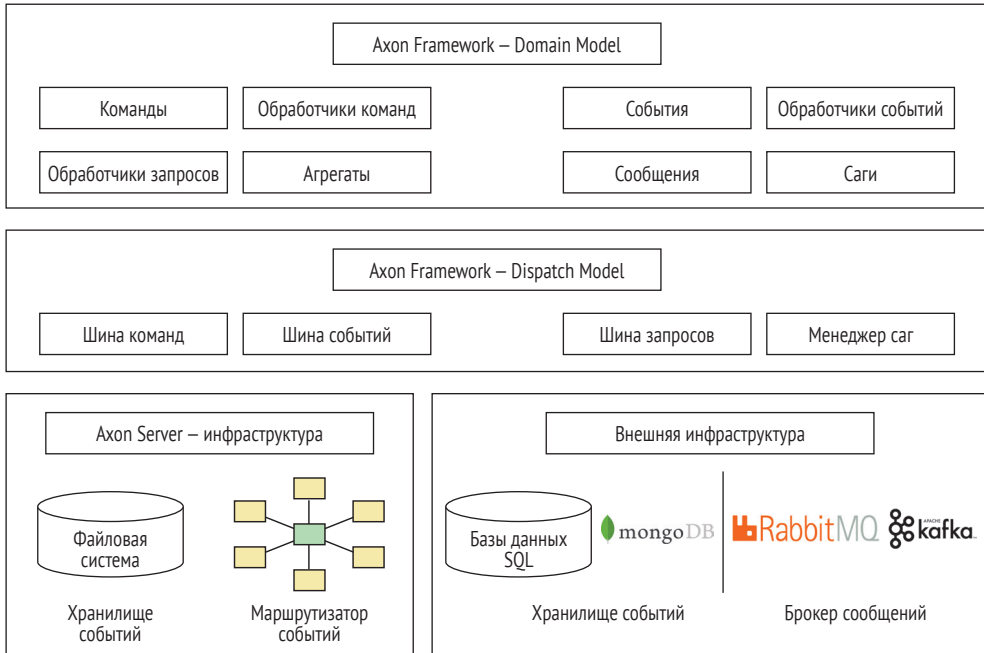 Axon Framework – Domain Model
Команды
Обработчики команд
События
Обработчики событий
Обработчики запросов
Агрегаты
Сообщения
Саги
Axon Framework – Dispatch Model
Шина команд
Шина событий
Шина запросов
Менеджер саг
Axon Server – инфраструктура
Файловая
система
Хранилище
событий
Маршрутизатор
событий
Внешняя инфраструктура
Базы данных
SQL
mongoDB
Хранилище событий
RabbitMQ
APACHE
kafka
Брокер сообщений